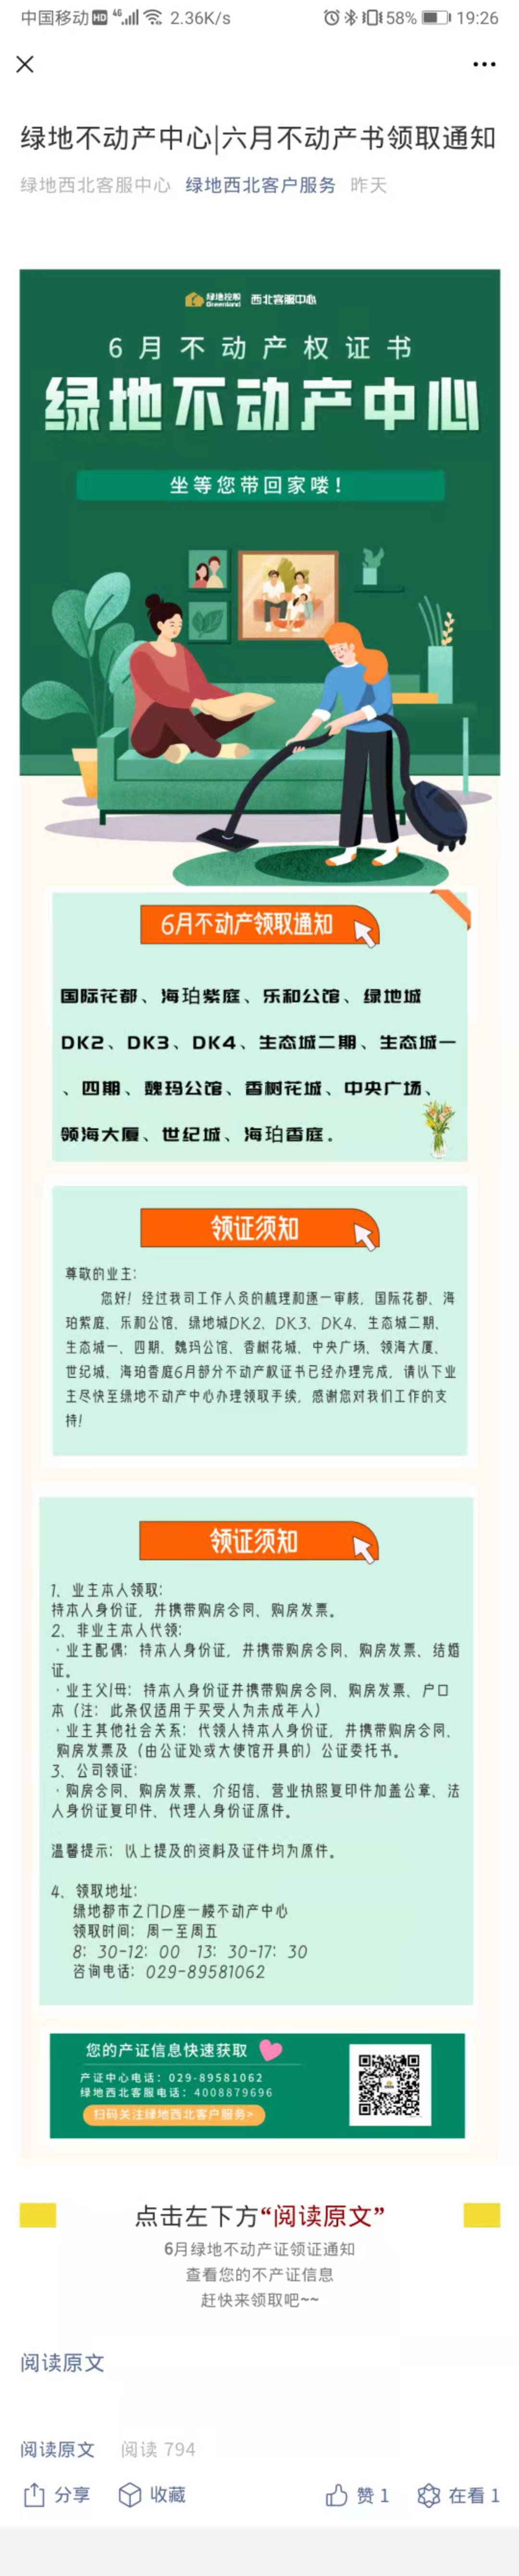 中国移动 HD 4G 2.36K/s 58% 19:26
绿地不动产中心|六月不动产书领取通知
绿地西北客服中心 绿地西北客户服务 昨天
绿地控股 Greenland 西北客服中心
6月不动产权证书
绿地不动产中心
坐等您带回家喽！
6月不动产领取通知
国际花都、海珀紫庭、乐和公馆、绿地城
DK2、DK3、DK4、生态城二期、生态城一
、四期、魏玛公馆、香树花城、中央广场、
领海大厦、世纪城、海珀香庭。
领证须知
尊敬的业主：
您好！经过我司工作人员的梳理和逐一审核，国际花都、海
珀紫庭、乐和公馆、绿地城DK2、DK3、DK4、生态城二期、
生态城一、四期、魏玛公馆、香树花城、中央广场、领海大厦、
世纪城、海珀香庭6月部分不动产权证书已经办理完成，请以下业
主尽快至绿地不动产中心办理领取手续，感谢您对我们工作的支
持！
领证须知
1、业主本人领取：
持本人身份证，并携带购房合同、购房发票。
2、非业主本人代领：
·业主配偶：持本人身份证，并携带购房合同、购房发票、结婚
证。
·业主父/母：持本人身份证并携带购房合同、购房发票、户口
本（注：此条仅适用于买受人为未成年人）
·业主其他社会关系：代领人持本人身份证，并携带购房合同、
购房发票及（由公证处或大使馆开具的）公证委托书。
3、公司领证：
·购房合同、购房发票、介绍信、营业执照复印件加盖公章、法
人身份证复印件、代理人身份证原件。
温馨提示：以上提及的资料及证件均为原件。
4、领取地址：
绿地都市之门D座一楼不动产中心
领取时间：周一至周五
8：30-12：00 13：30-17：30
咨询电话：029-89581062
您的产证信息快速获取
产证中心电话：029-89581062
绿地西北客服电话：4008879696
扫码关注绿地西北客户服务>
点击左下方“阅读原文”
6月绿地不动产证领证通知
查看您的不产证信息
赶快来领取吧~~
阅读原文
阅读原文 阅读 794
分享 收藏 赞 1 在看 1